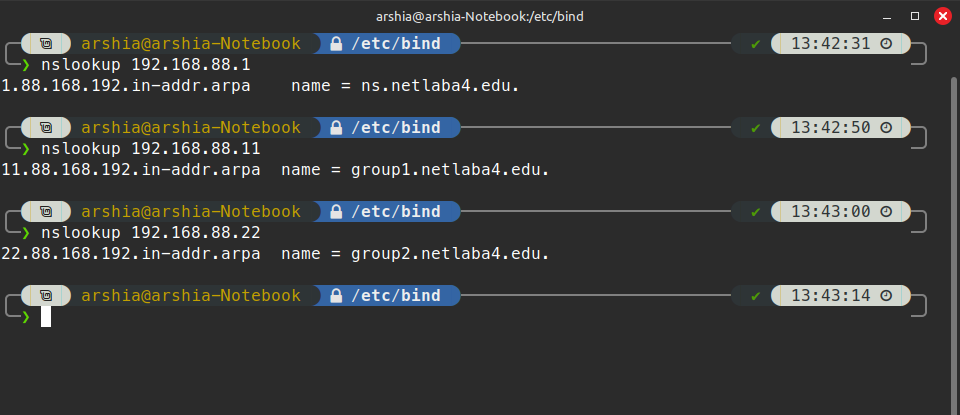 arshia@arshia-Notebook:/etc/bind
arshia@arshia-Notebook /etc/bind ✔ 13:42:31
❯ nslookup 192.168.88.1
1.88.168.192.in-addr.arpa    name = ns.netlaba4.edu.
arshia@arshia-Notebook /etc/bind ✔ 13:42:50
❯ nslookup 192.168.88.11
11.88.168.192.in-addr.arpa  name = group1.netlaba4.edu.
arshia@arshia-Notebook /etc/bind ✔ 13:43:00
❯ nslookup 192.168.88.22
22.88.168.192.in-addr.arpa  name = group2.netlaba4.edu.
arshia@arshia-Notebook /etc/bind ✔ 13:43:14
❯